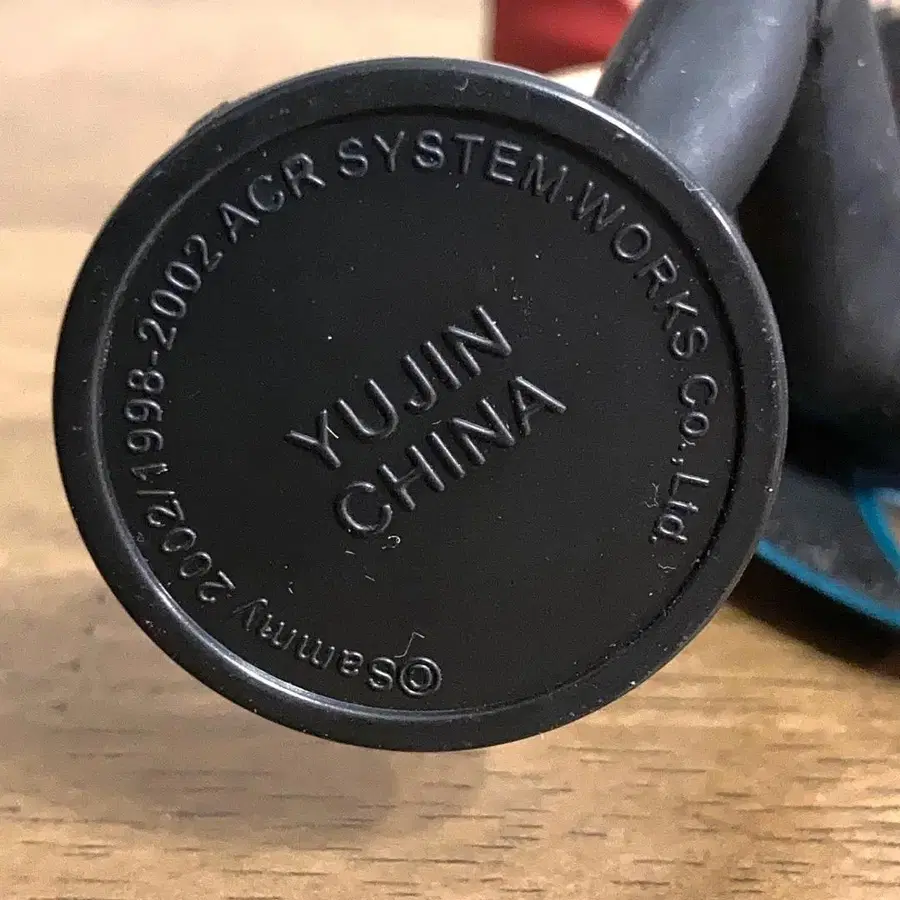 ©Sammy 2002/1998-2002 ACR SYSTEM·WORKS Co.,Ltd.
YUJIN
CHINA